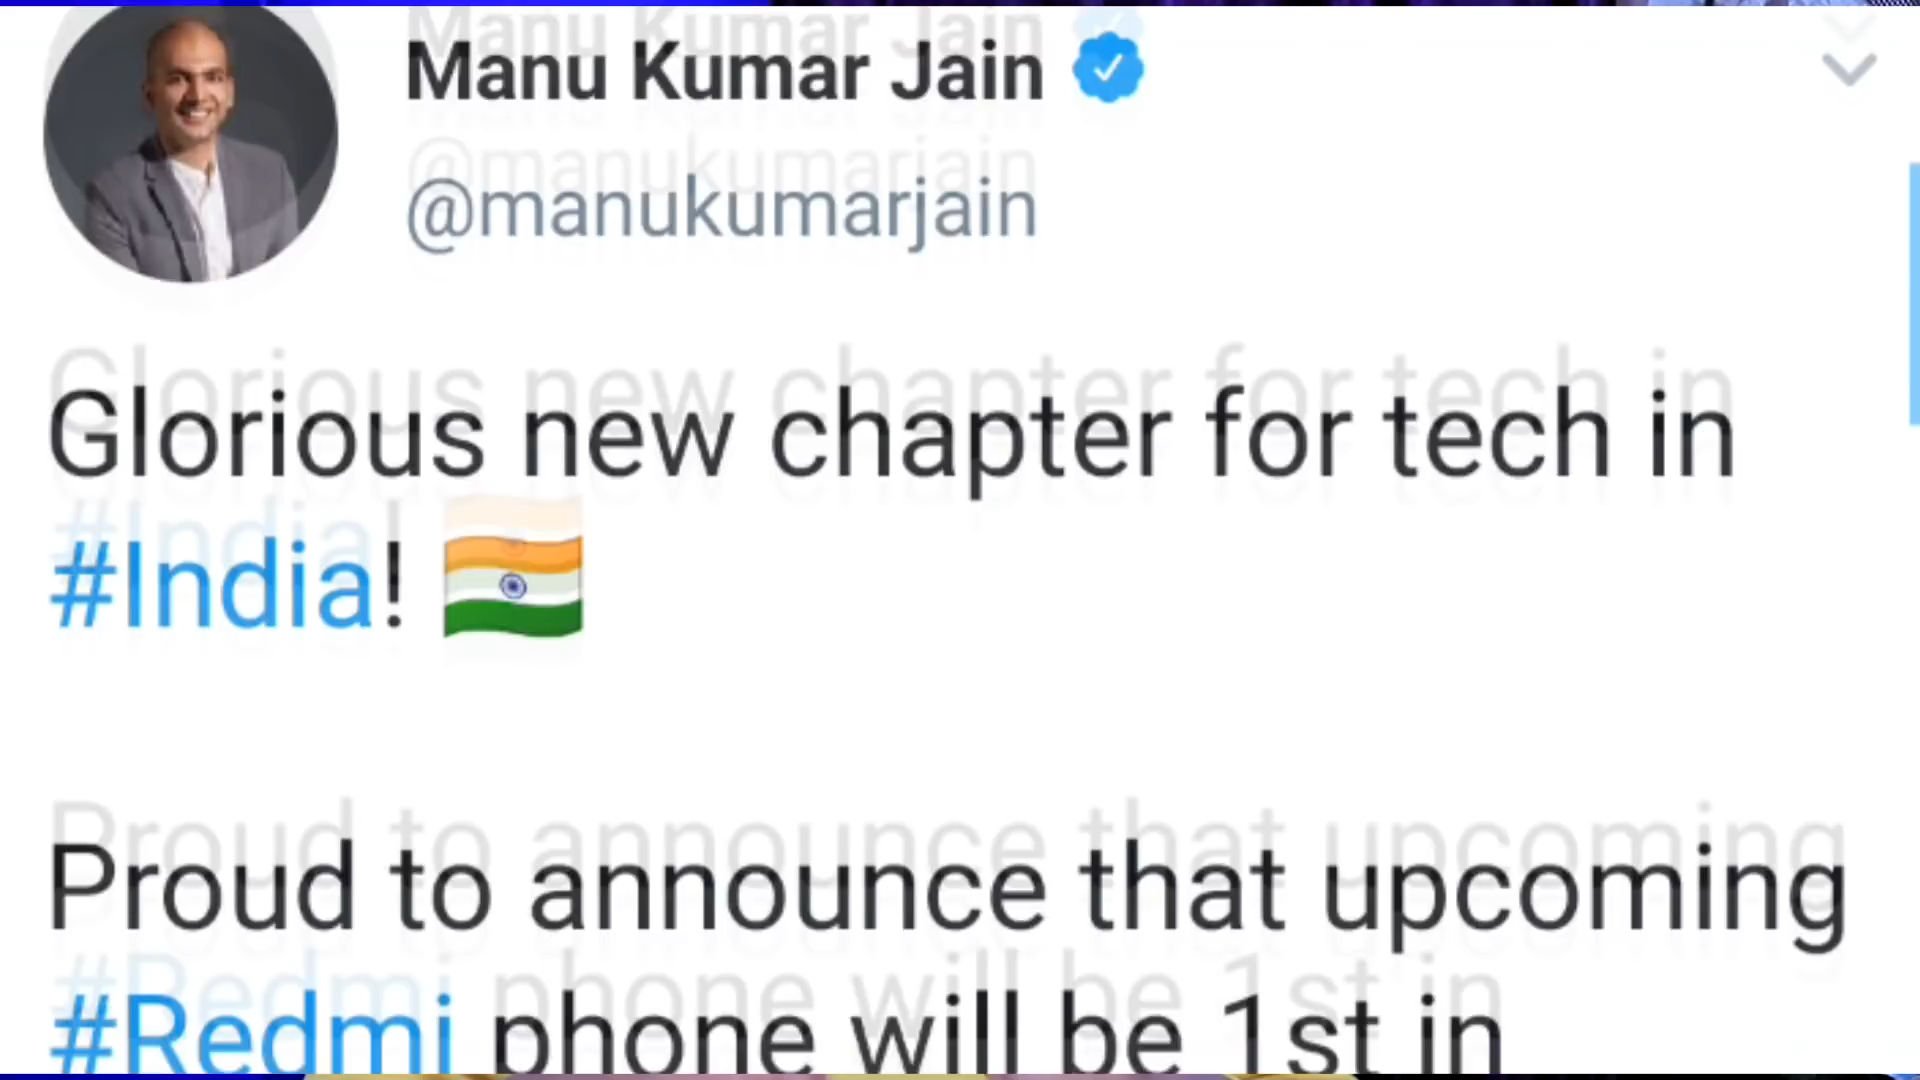 Manu Kumar Jain
@manukumarjain
Glorious new chapter for tech in
#India!
Proud to announce that upcoming
#Redmi phone will be 1st in